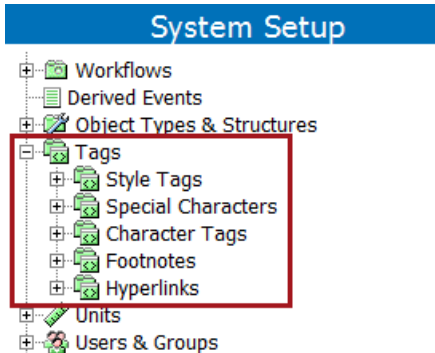 System Setup
Workflows
Derived Events
Object Types & Structures
Tags
Style Tags
Special Characters
Character Tags
Footnotes
Hyperlinks
Units
Users & Groups